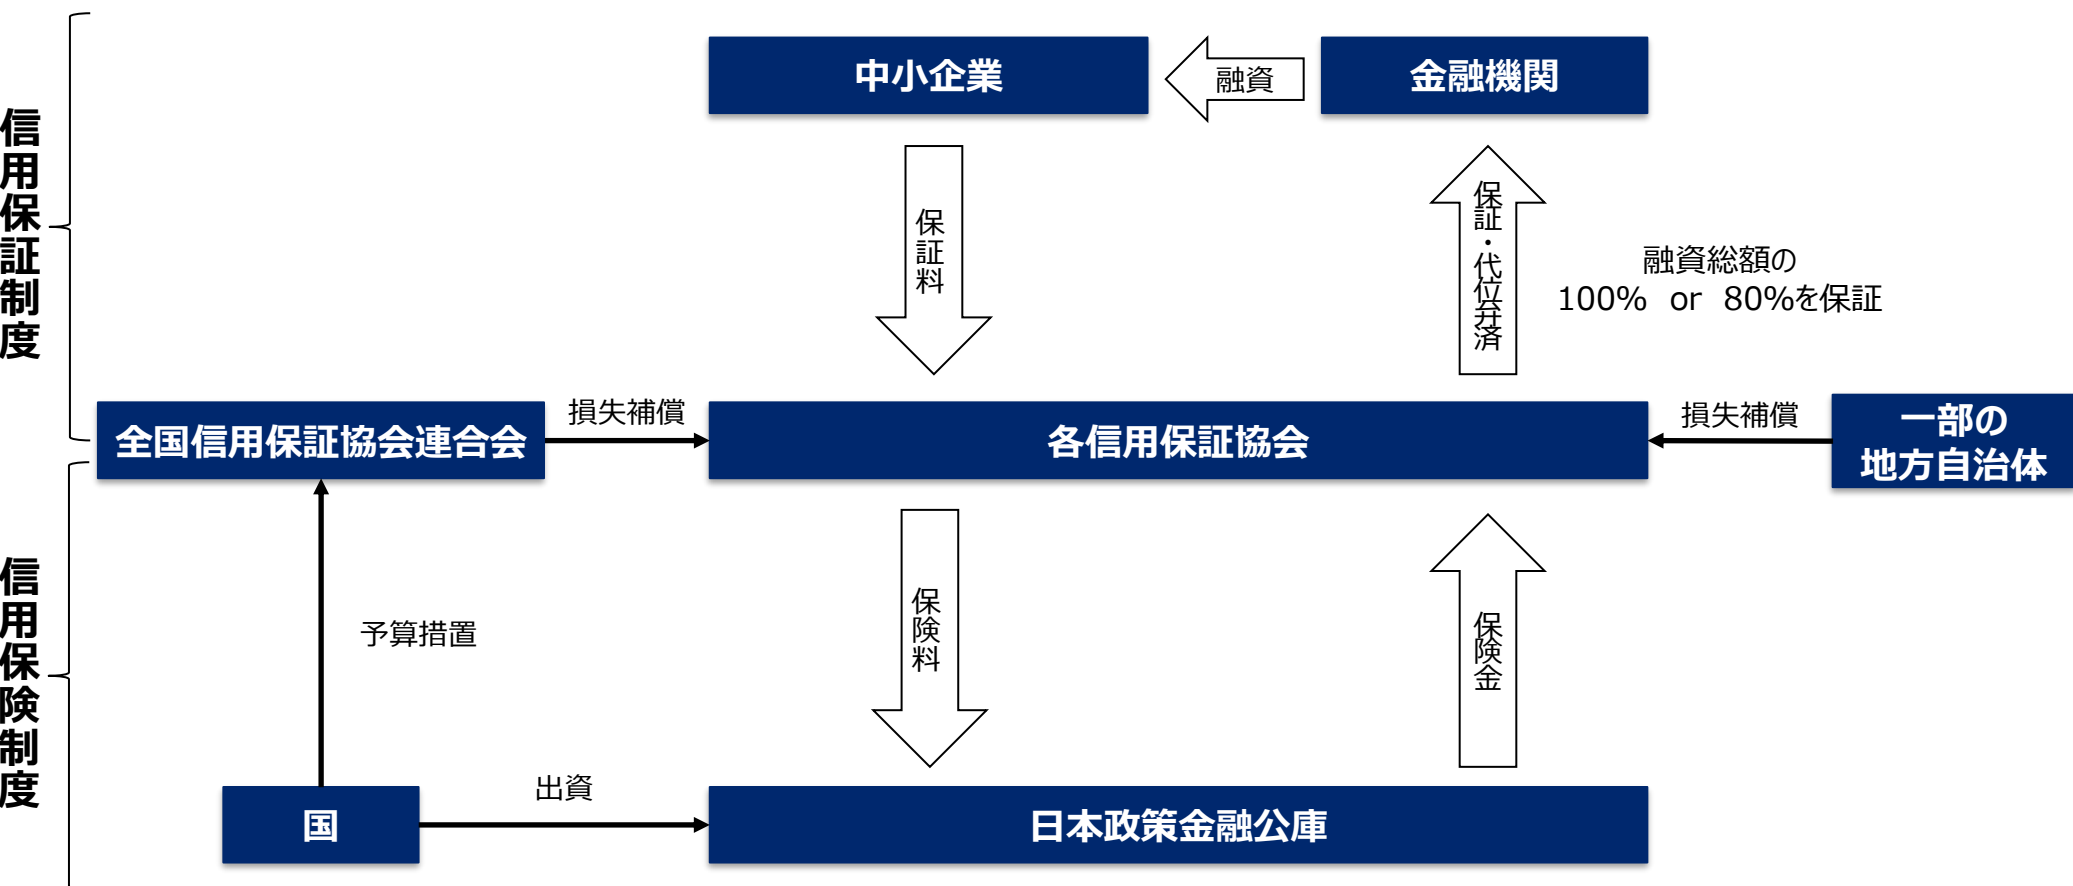 信用保証制度
中小企業
融資
金融機関
保証料
保証・代位弁済
融資総額の
100% or 80%を保証
全国信用保証協会連合会
損失補償
各信用保証協会
損失補償
一部の
地方自治体
信用保険制度
予算措置
保険料
保険金
国
出資
日本政策金融公庫